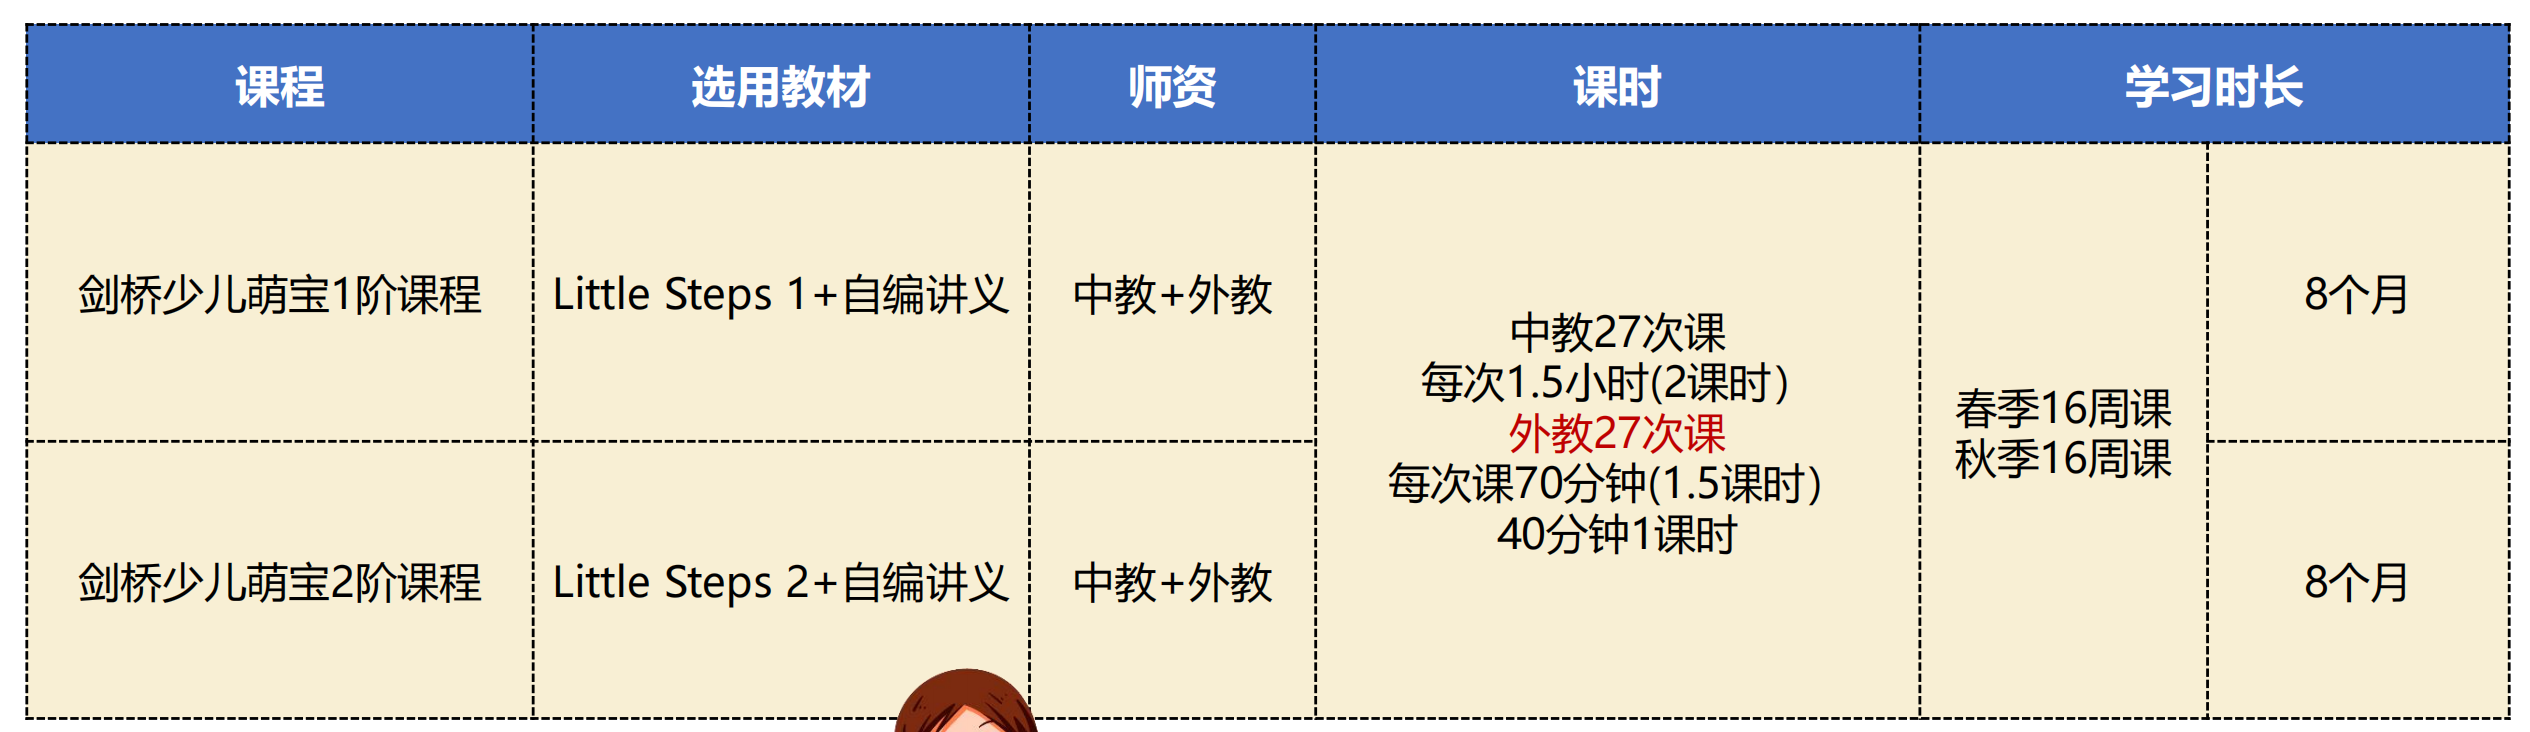 课程 选用教材 师资 课时 学习时长
剑桥少儿萌宝1阶课程 Little Steps 1+自编讲义 中教+外教
中教27次课
每次1.5小时(2课时）
外教27次课
每次课70分钟(1.5课时）
40分钟1课时
春季16周课
秋季16周课
8个月
剑桥少儿萌宝2阶课程 Little Steps 2+自编讲义 中教+外教
8个月